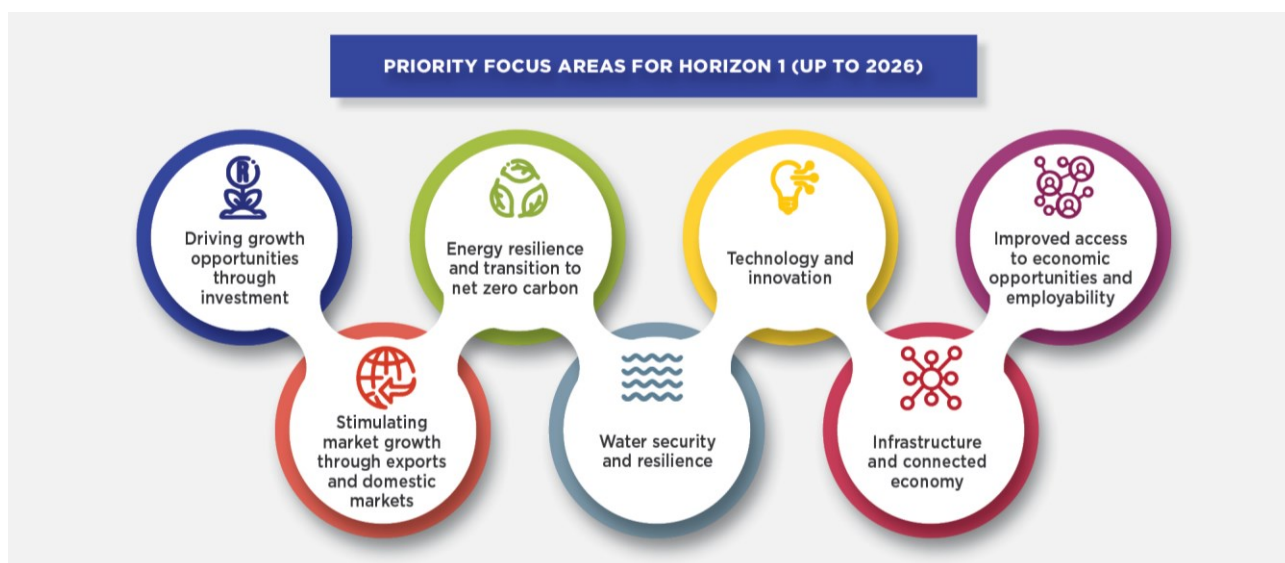 PRIORITY FOCUS AREAS FOR HORIZON 1 (UP TO 2026)
R
Driving growth
opportunities
through
investment
Stimulating
market growth
through exports
and domestic
markets
Energy resilience
and transition to
net zero carbon
Water security
and resilience
Technology and
innovation
Infrastructure
and connected
economy
Improved access
to economic
opportunities and
employability